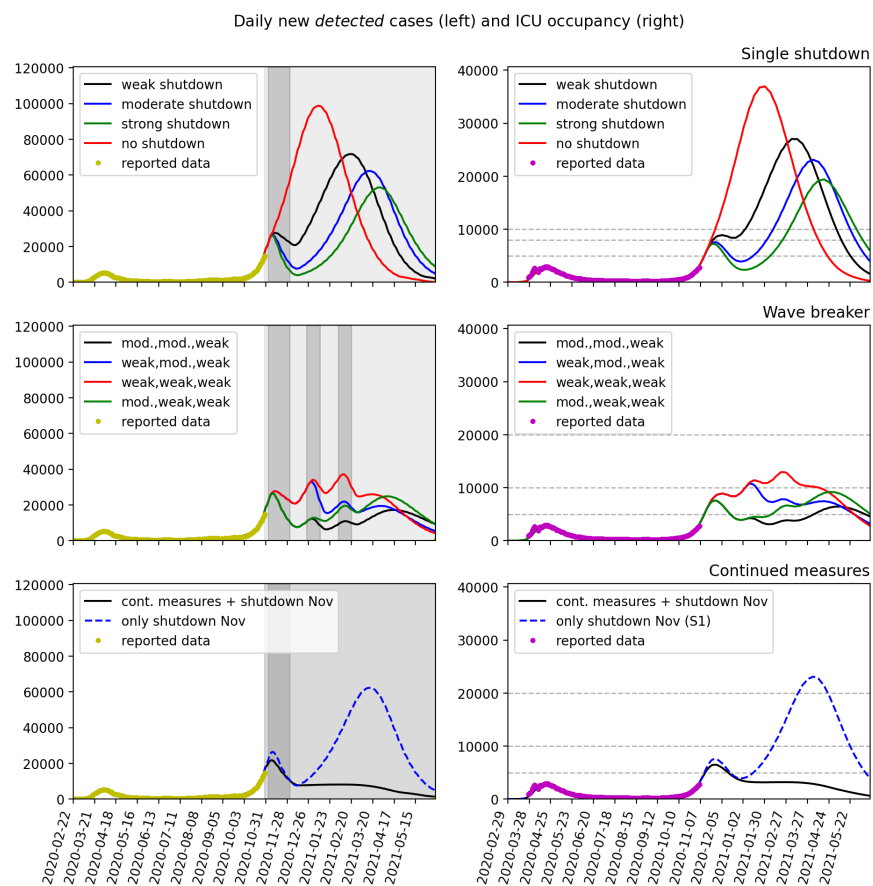 Daily new detected cases (left) and ICU occupancy (right)
Single shutdown
120000
100000
80000
60000
40000
20000
0
weak shutdown
moderate shutdown
strong shutdown
no shutdown
reported data
40000
30000
20000
10000
5000
0
weak shutdown
moderate shutdown
strong shutdown
no shutdown
reported data
Wave breaker
120000
100000
80000
60000
40000
20000
0
mod.,mod.,weak
weak,mod.,weak
weak,weak,weak
mod.,weak,weak
reported data
40000
30000
20000
10000
5000
0
mod.,mod.,weak
weak,mod.,weak
weak,weak,weak
mod.,weak,weak
reported data
Continued measures
120000
100000
80000
60000
40000
20000
0
cont. measures + shutdown Nov
only shutdown Nov
reported data
40000
30000
20000
10000
5000
0
cont. measures + shutdown Nov
only shutdown Nov (S1)
reported data
2020-02-22
2020-03-21
2020-04-18
2020-05-16
2020-06-13
2020-07-11
2020-08-08
2020-09-05
2020-10-03
2020-10-31
2020-11-28
2020-12-26
2021-01-23
2021-02-20
2021-03-20
2021-04-17
2021-05-15
2020-02-29
2020-03-28
2020-04-25
2020-05-23
2020-06-20
2020-07-18
2020-08-15
2020-09-12
2020-10-10
2020-11-07
2020-12-05
2021-01-02
2021-01-30
2021-02-27
2021-03-27
2021-04-24
2021-05-22